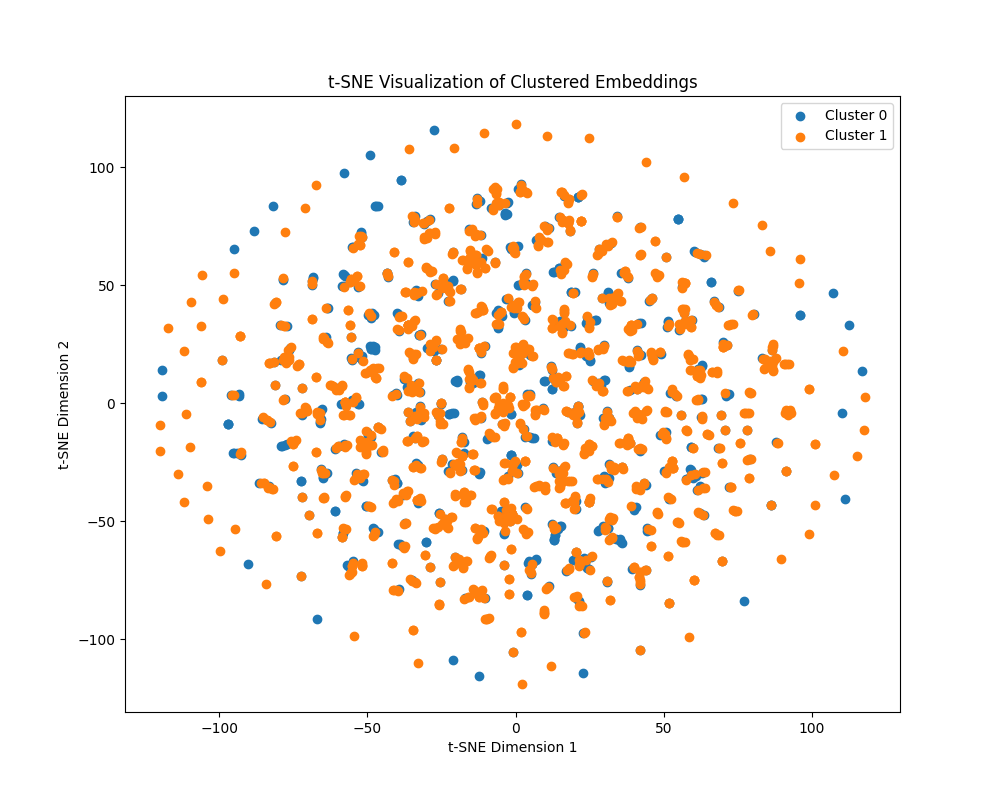 t-SNE Visualization of Clustered Embeddings
Cluster 0
Cluster 1
t-SNE Dimension 2
100
50
0
−50
−100
−100
−50
0
50
100
t-SNE Dimension 1